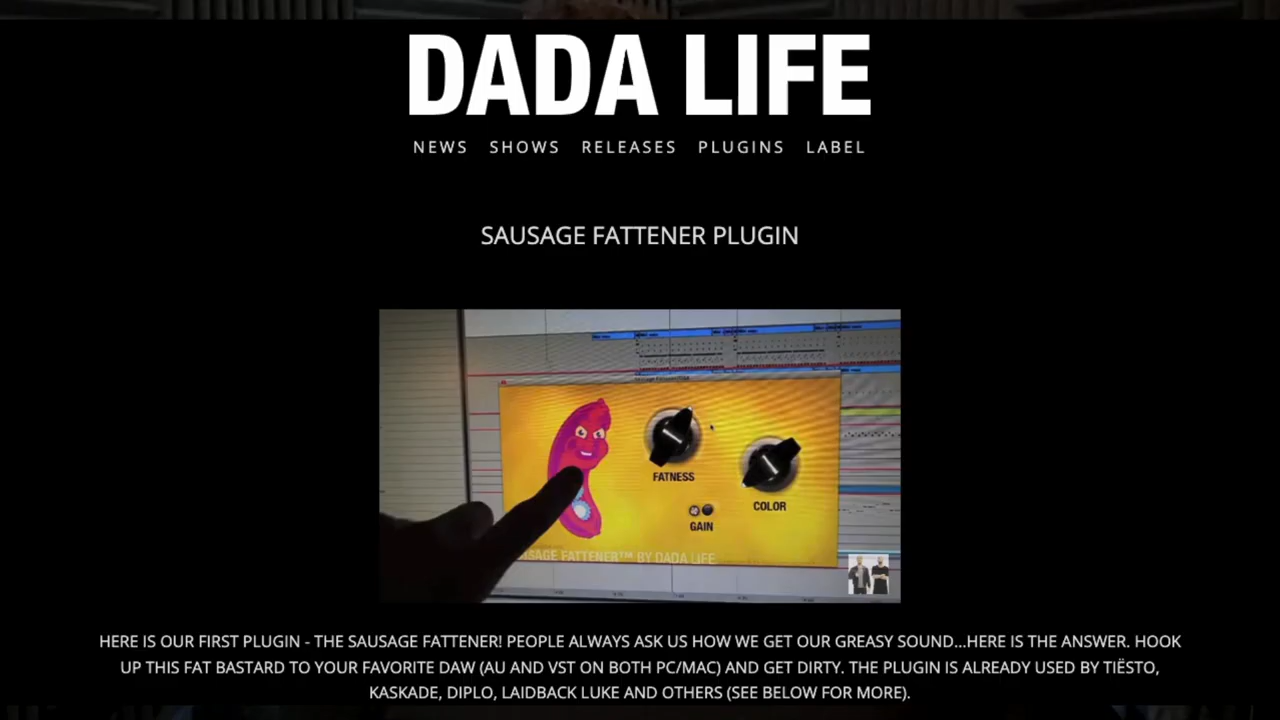 DADA LIFE
NEWS SHOWS RELEASES PLUGINS LABEL
SAUSAGE FATTENER PLUGIN
FATNESS
COLOR
GAIN
SAUSAGE FATTENER™ BY DADA LIFE
HERE IS OUR FIRST PLUGIN - THE SAUSAGE FATTENER! PEOPLE ALWAYS ASK US HOW WE GET OUR GREASY SOUND...HERE IS THE ANSWER. HOOK
UP THIS FAT BASTARD TO YOUR FAVORITE DAW (AU AND VST ON BOTH PC/MAC) AND GET DIRTY. THE PLUGIN IS ALREADY USED BY TIËSTO,
KASKADE, DIPLO, LAIDBACK LUKE AND OTHERS (SEE BELOW FOR MORE).